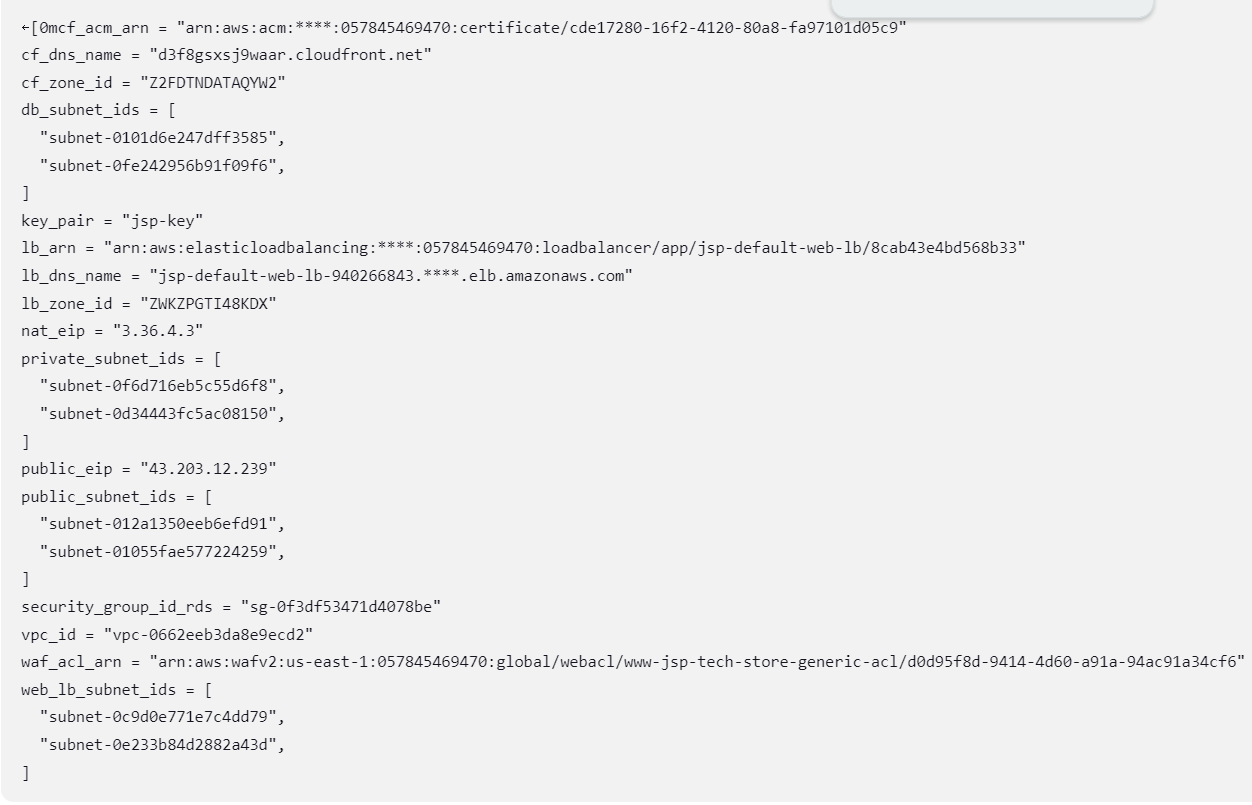 ←[0mcf_acm_arn = "arn:aws:acm:****:057845469470:certificate/cde17280-16f2-4120-80a8-fa97101d05c9"
cf_dns_name = "d3f8gsxsj9waar.cloudfront.net"
cf_zone_id = "Z2FDTNDATAQYW2"
db_subnet_ids = [
  "subnet-0101d6e247dff3585",
  "subnet-0fe242956b91f09f6",
]
key_pair = "jsp-key"
lb_arn = "arn:aws:elasticloadbalancing:****:057845469470:loadbalancer/app/jsp-default-web-lb/8cab43e4bd568b33"
lb_dns_name = "jsp-default-web-lb-940266843.****.elb.amazonaws.com"
lb_zone_id = "ZWKZPGTI48KDX"
nat_eip = "3.36.4.3"
private_subnet_ids = [
  "subnet-0f6d716eb5c55d6f8",
  "subnet-0d34443fc5ac08150",
]
public_eip = "43.203.12.239"
public_subnet_ids = [
  "subnet-012a1350eeb6efd91",
  "subnet-01055fae577224259",
]
security_group_id_rds = "sg-0f3df53471d4078be"
vpc_id = "vpc-0662eeb3da8e9ecd2"
waf_acl_arn = "arn:aws:wafv2:us-east-1:057845469470:global/webacl/www-jsp-tech-store-generic-acl/d0d95f8d-9414-4d60-a91a-94ac91a34cf6"
web_lb_subnet_ids = [
  "subnet-0c9d0e771e7c4dd79",
  "subnet-0e233b84d2882a43d",
]